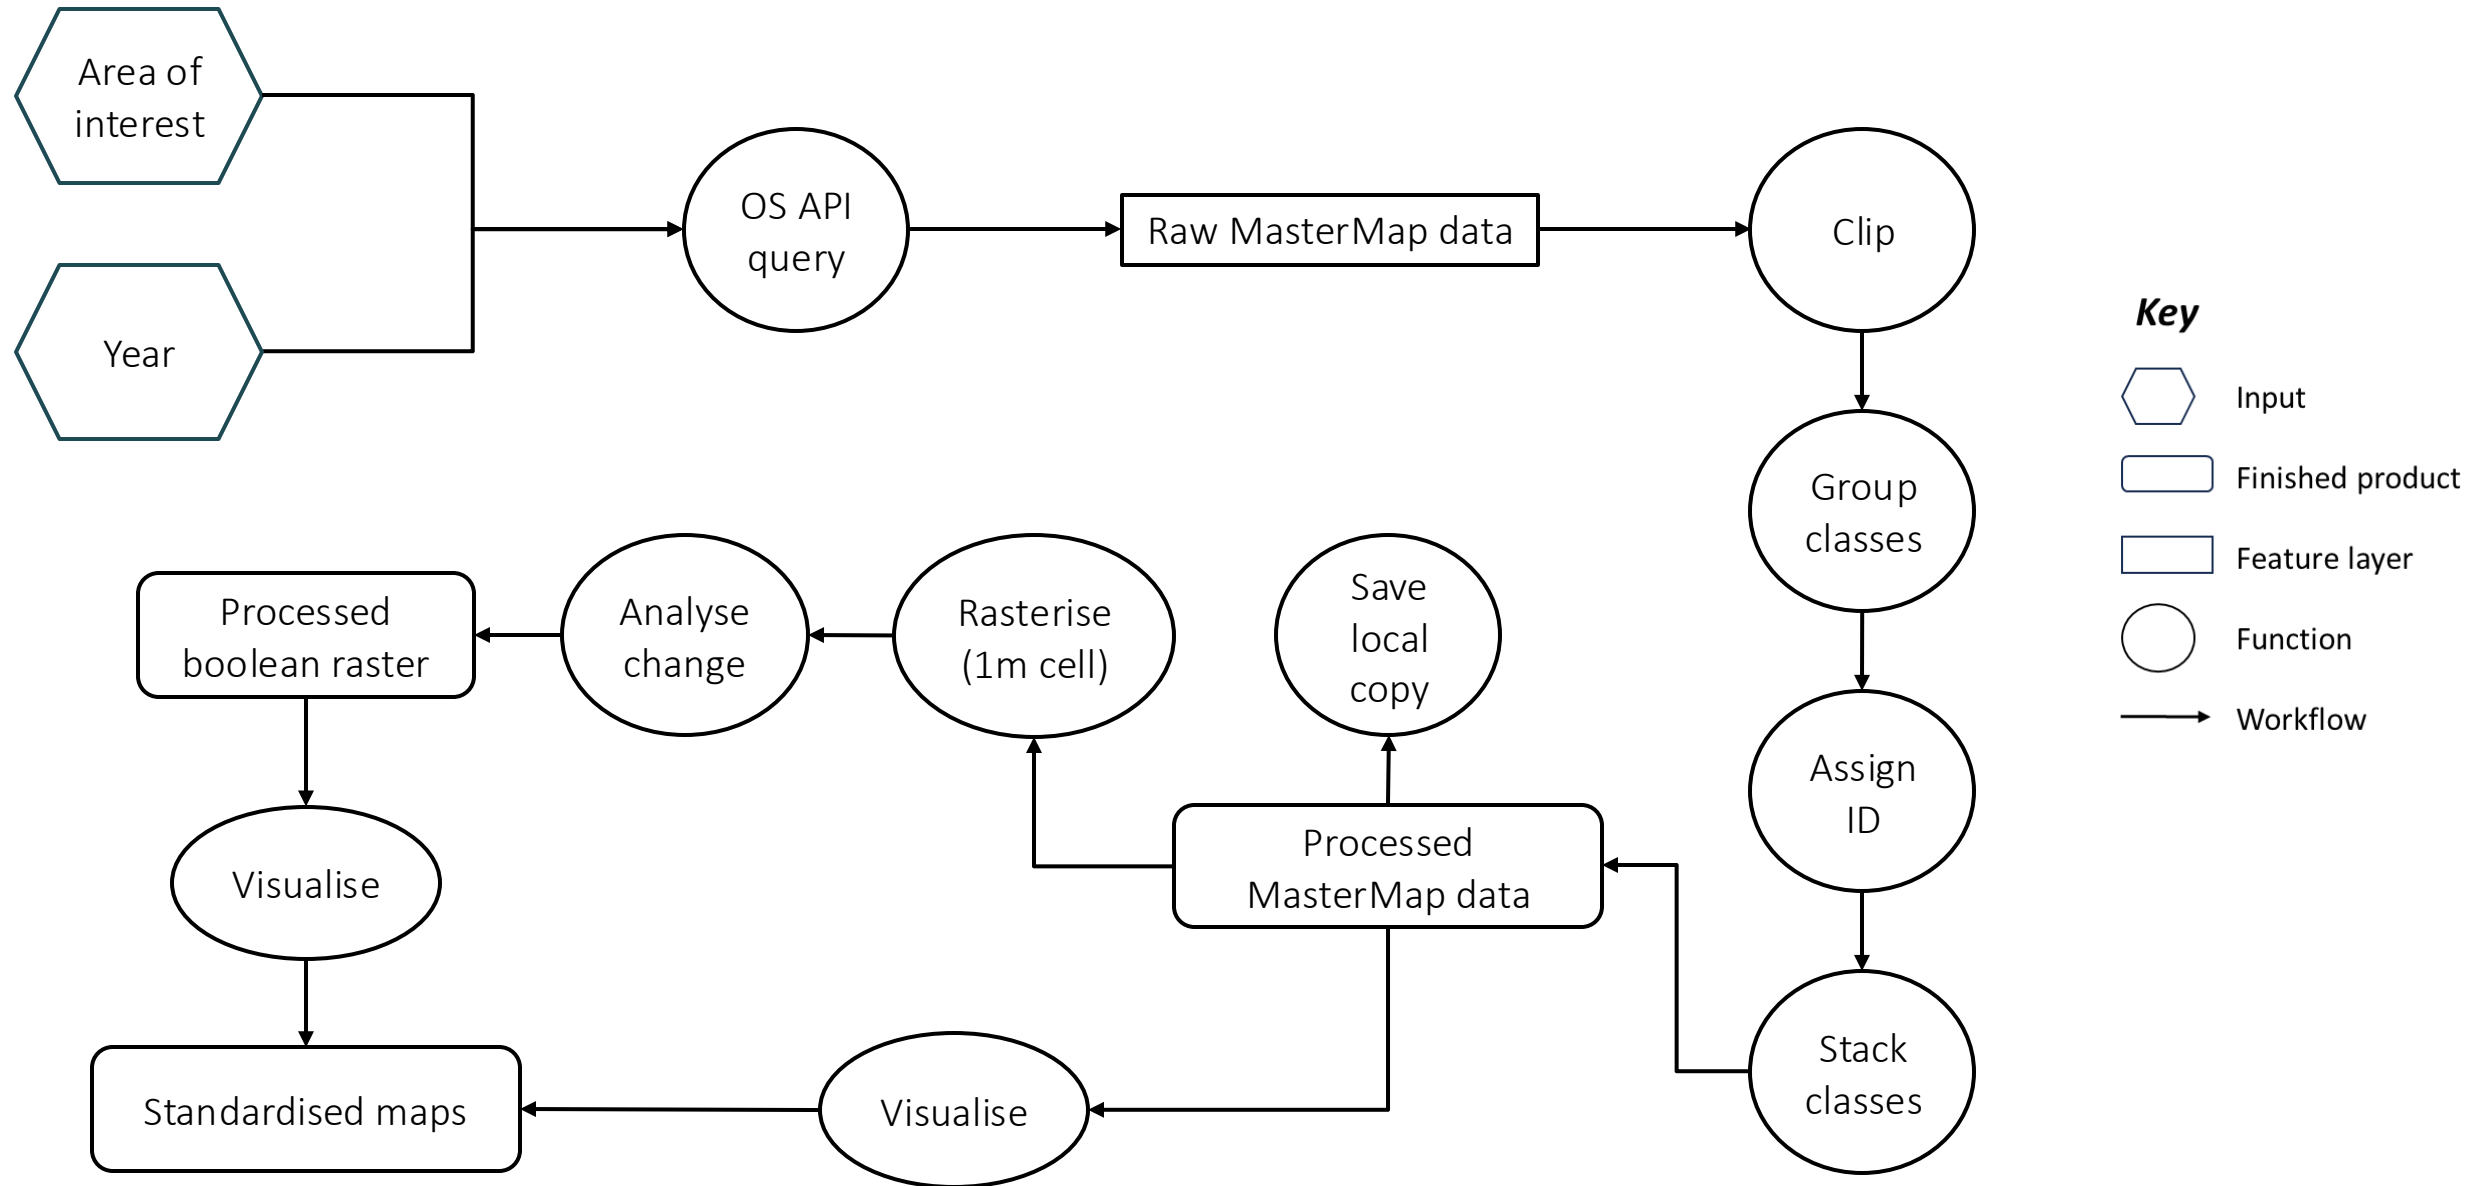 Area of
interest
Year
OS API
query
Raw MasterMap data
Clip
Group
classes
Assign
ID
Stack
classes
Processed
MasterMap data
Save
local
copy
Rasterise
(1m cell)
Analyse
change
Processed
boolean raster
Visualise
Visualise
Standardised maps
Key
Input
Finished product
Feature layer
Function
Workflow